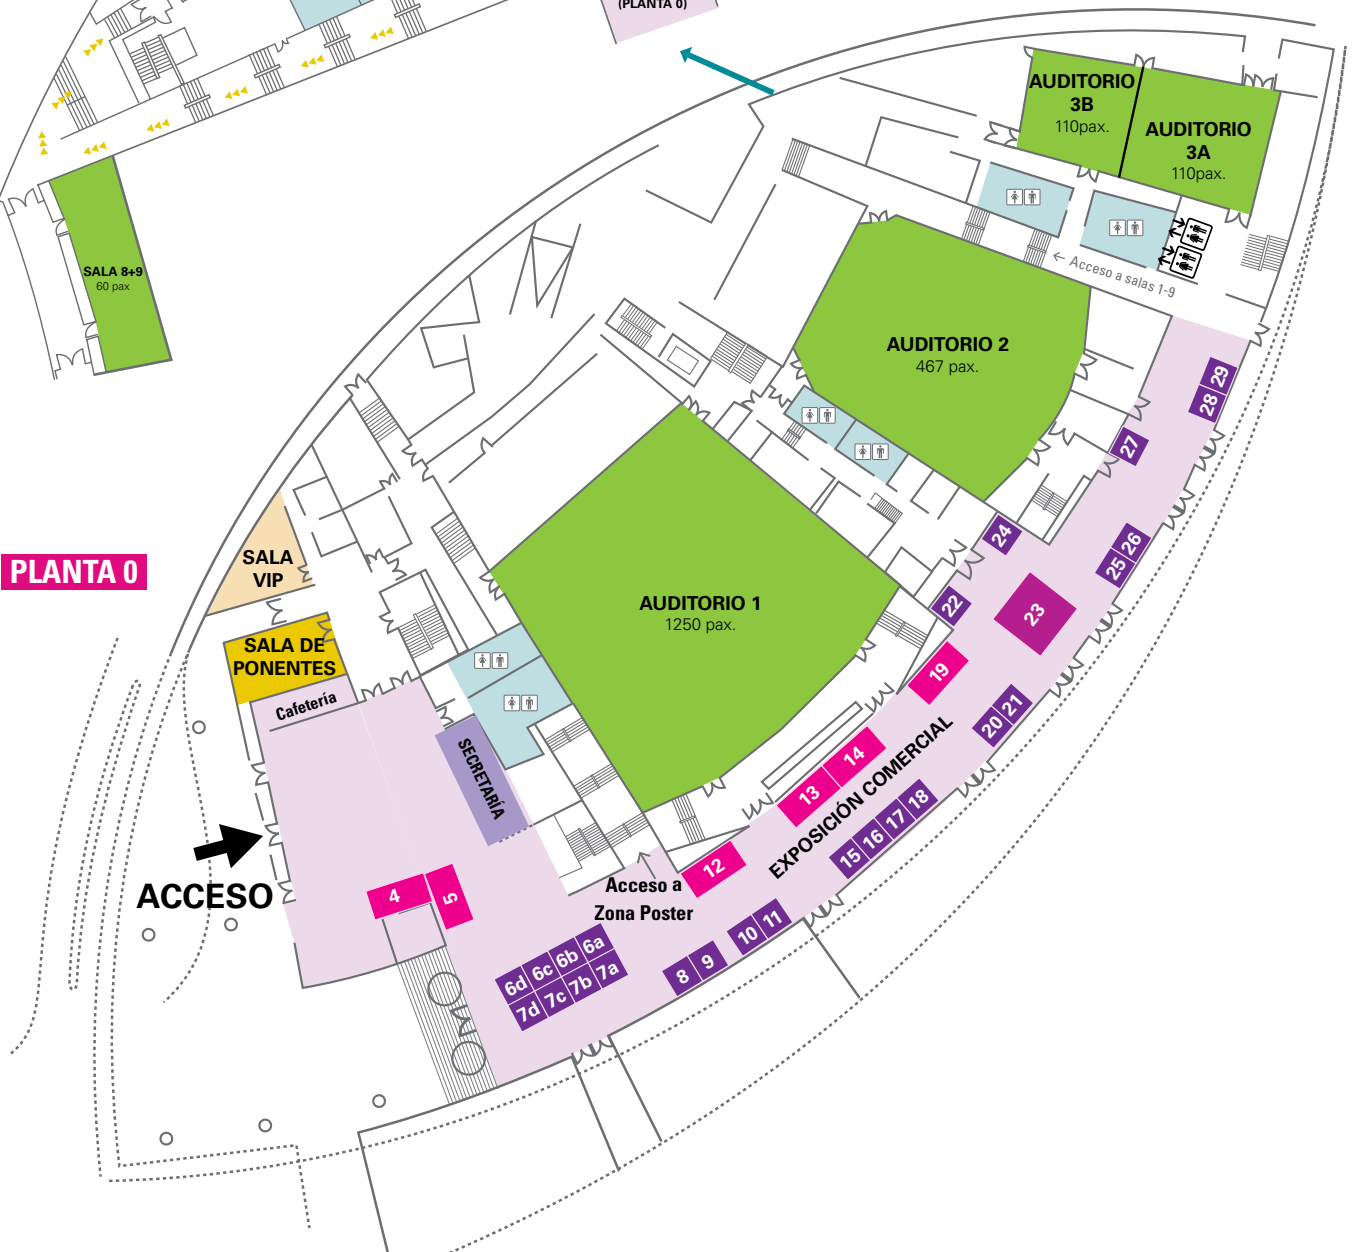 (PLANTA 0)
AUDITORIO
3B
110pax.
AUDITORIO
3A
110pax.
SALA 8+9
60 pax
← Acceso a salas 1-9
AUDITORIO 2
467 pax.
29
28
27
26
25
24
23
22
PLANTA 0
SALA
VIP
AUDITORIO 1
1250 pax.
SALA DE
PONENTES
Cafetería
SECRETARÍA
19
21
20
14
13
EXPOSICIÓN COMERCIAL
18
17
16
15
12
ACCESO
4
5
Acceso a
Zona Poster
11
10
9
8
6d 6c 6b 6a
7d 7c 7b 7a